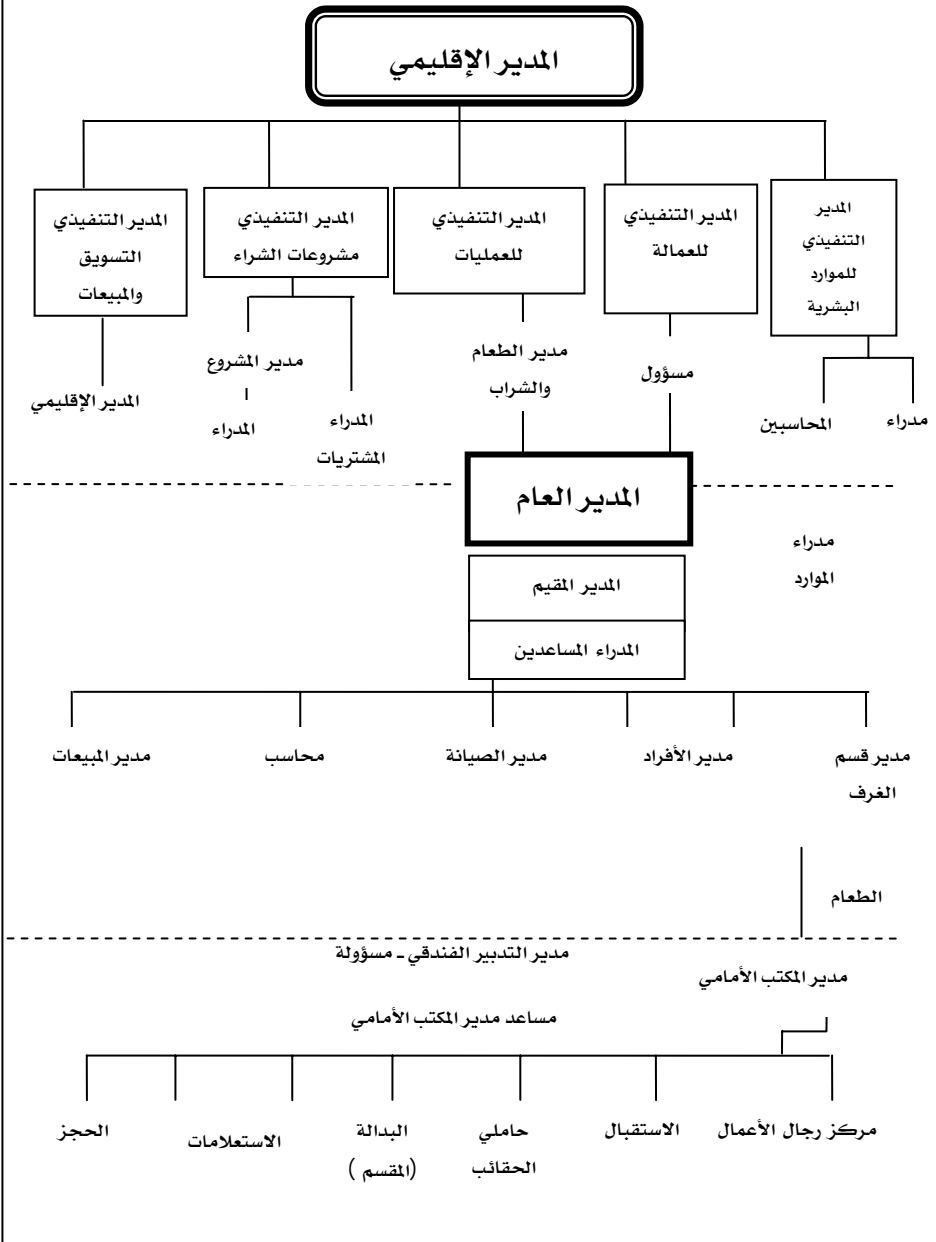 المدير الإقليمي
المدير
التنفيذي
للموارد
البشرية
المدير التنفيذي
للعمالة
المدير التنفيذي
للعمليات
المدير التنفيذي
مشروعات الشراء
المدير التنفيذي
التسويق
والمبيعات
مدراء
المحاسبين
مسؤول
مدير الطعام
والشراب
المدراء
المشتريات
مدير المشروع
المدراء
المدير الإقليمي
المدير العام
مدراء
الموارد
المدير المقيم
المدراء المساعدين
مدير قسم
الغرف
مدير الأفراد
مدير الصيانة
محاسب
مدير المبيعات
الطعام
مدير التدبير الفندقي ـ مسؤولة
مدير المكتب الأمامي
مساعد مدير المكتب الأمامي
مركز رجال الأعمال
الاستقبال
حاملي
الحقائب
البدالة
(المقسم )
الاستعلامات
الحجز